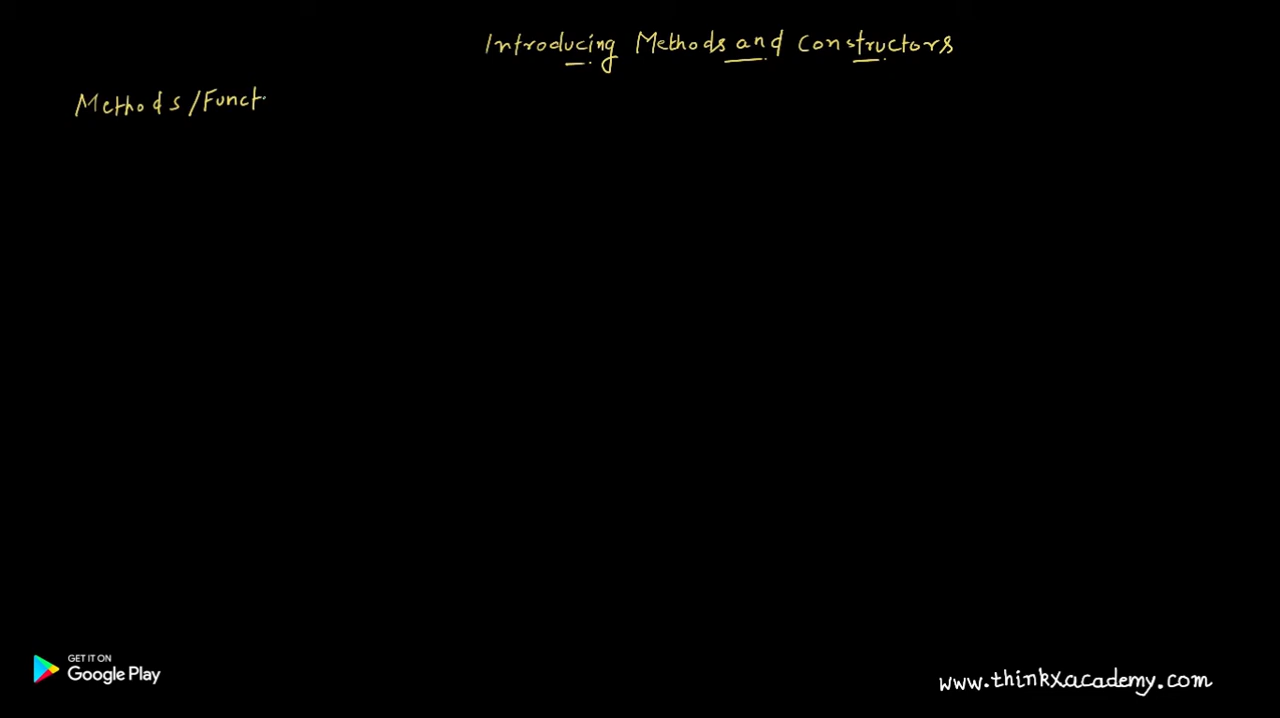 Introducing Methods and Constructors
Methods/Funct
GET IT ON
Google Play
www.thinkxacademy.com